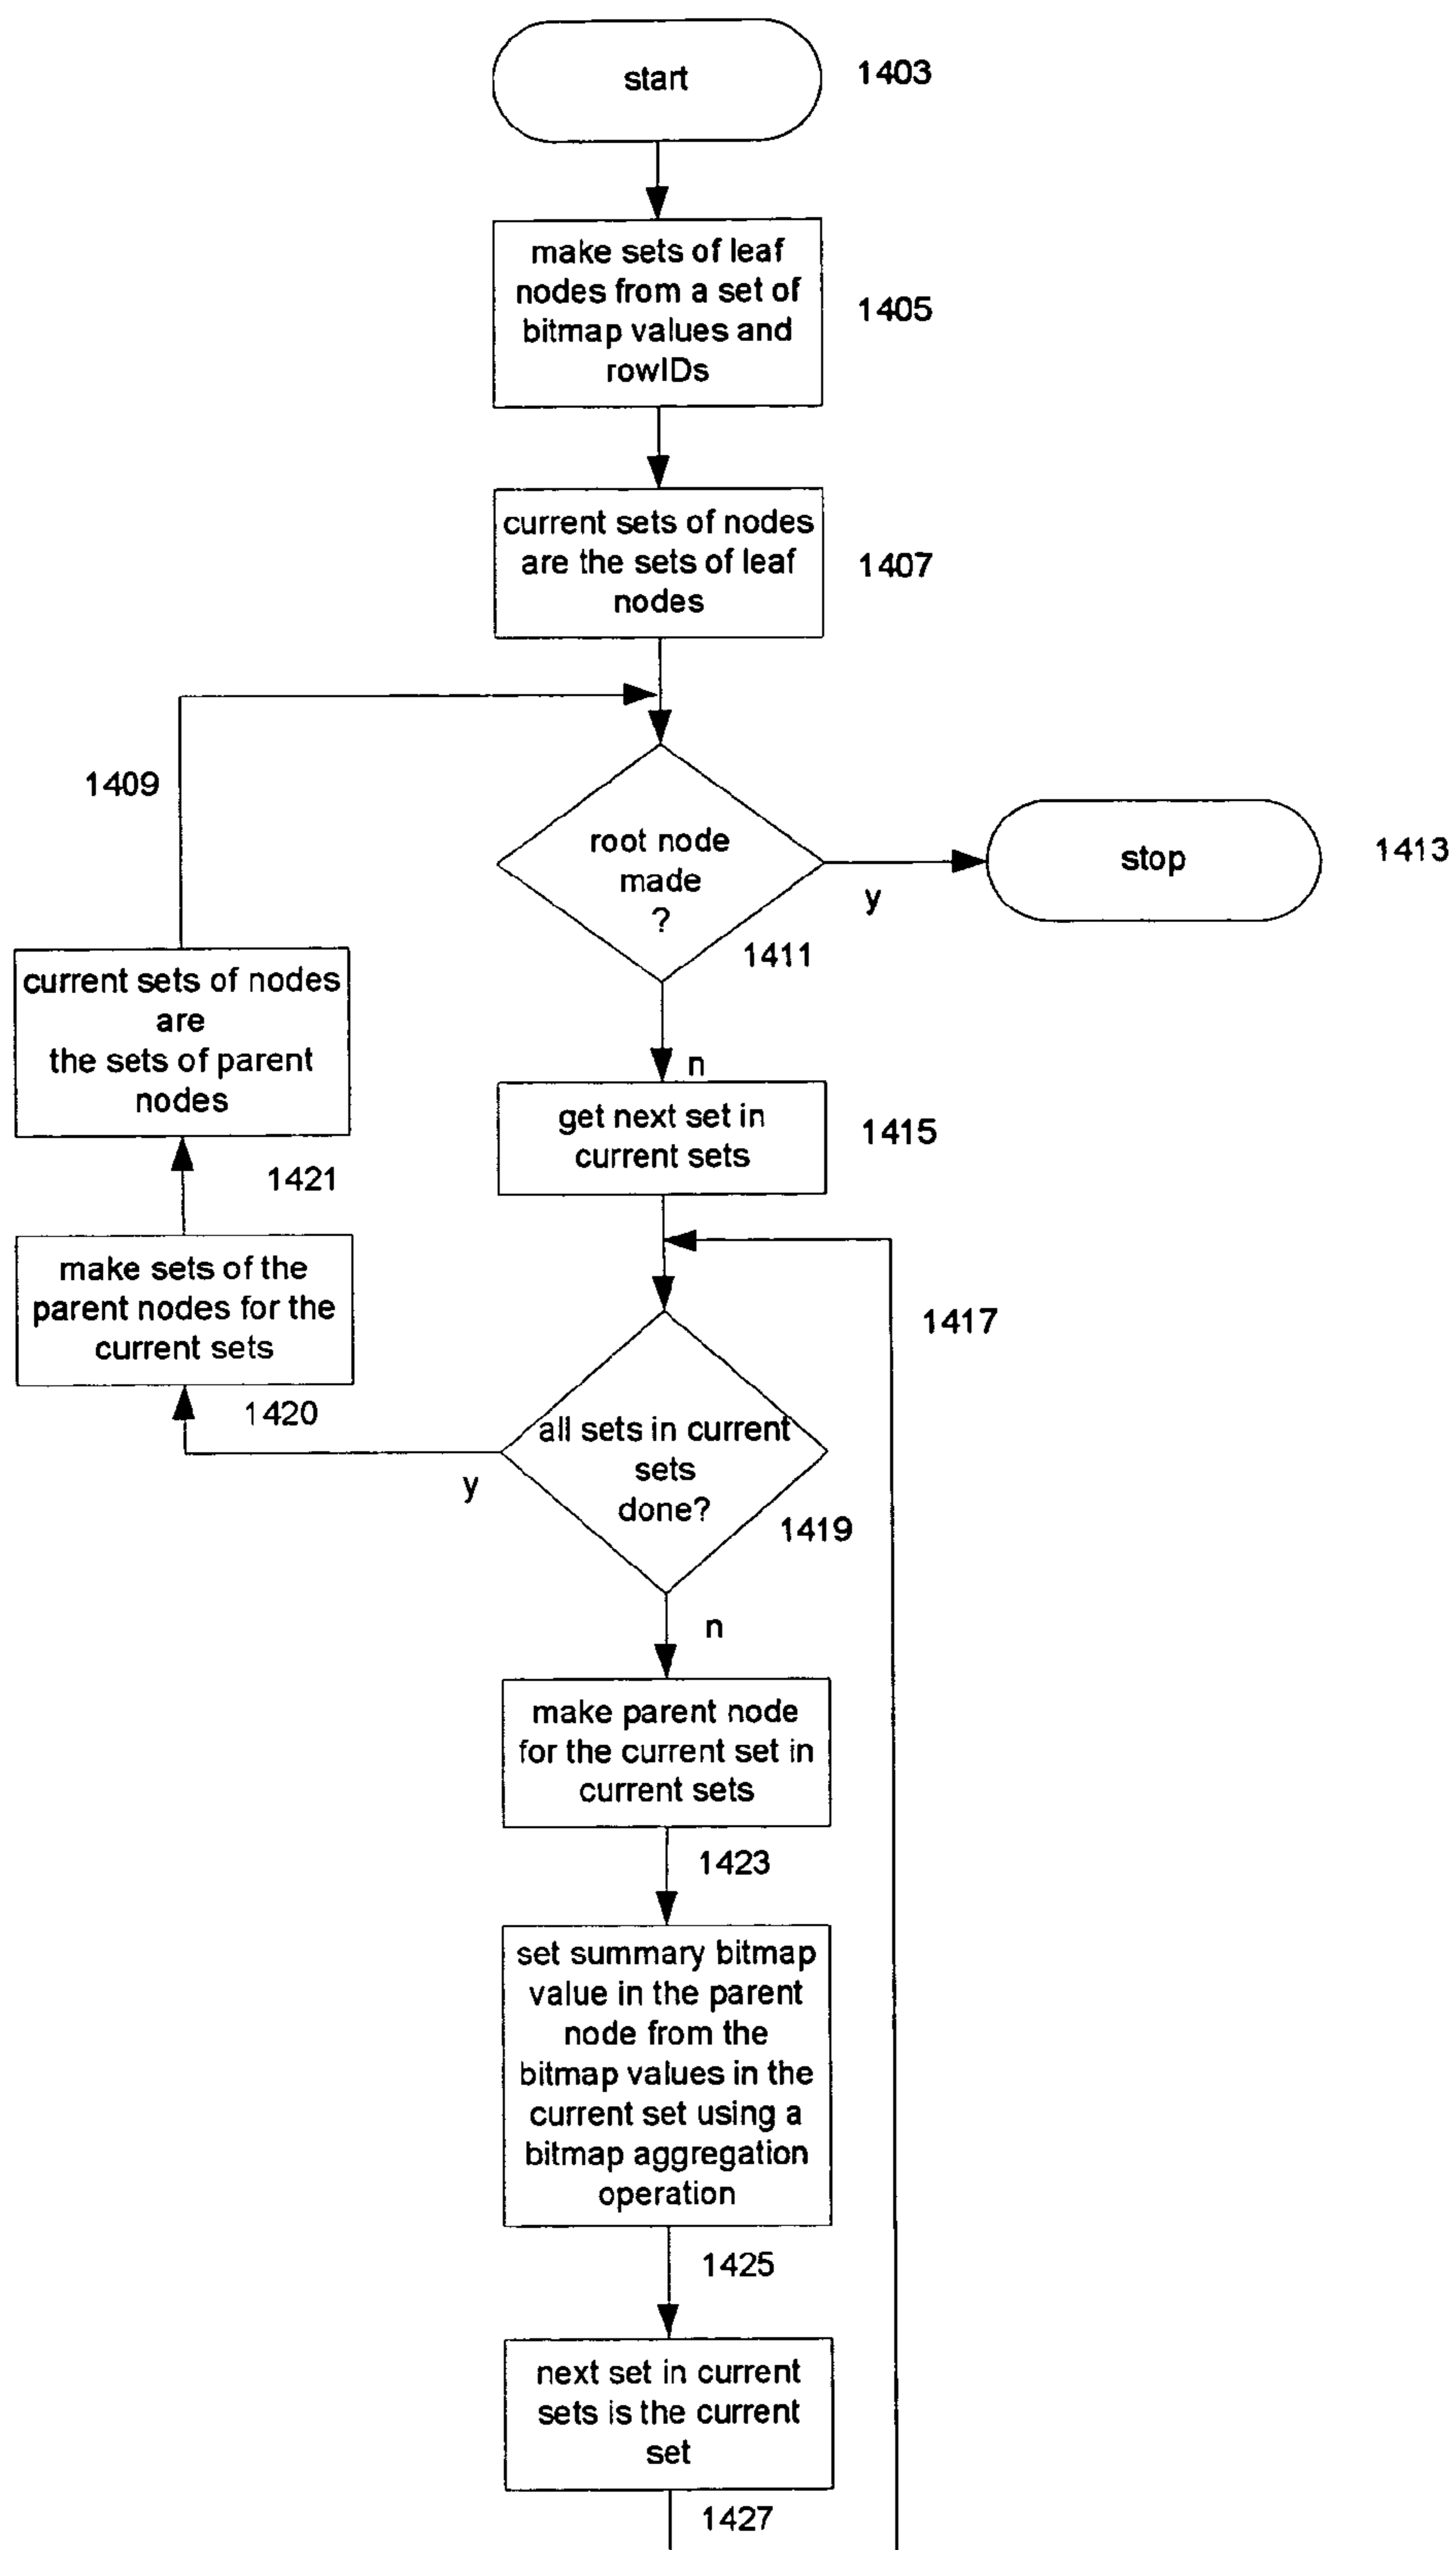 start
1403
make sets of leaf
nodes from a set of
bitmap values and
rowIDs
1405
current sets of nodes
are the sets of leaf
nodes
1407
1409
root node
made
?
1411
y
stop
1413
n
current sets of nodes
are
the sets of parent
nodes
1421
get next set in
current sets
1415
make sets of the
parent nodes for the
current sets
1420
1417
all sets in current
sets
done?
1419
y
n
make parent node
for the current set in
current sets
1423
set summary bitmap
value in the parent
node from the
bitmap values in the
current set using a
bitmap aggregation
operation
1425
next set in current
sets is the current
set
1427